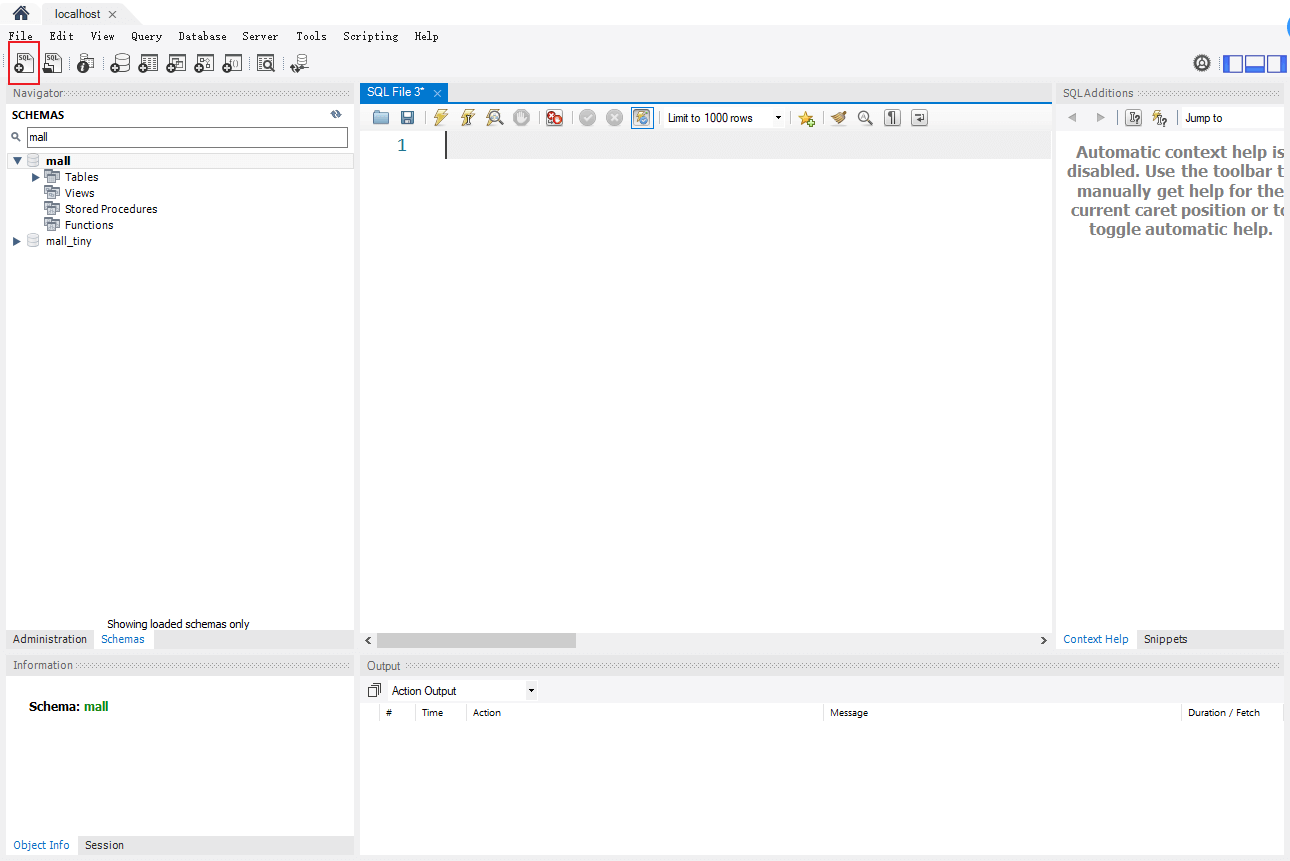 localhost
File Edit View Query Database Server Tools Scripting Help
SQL SQL
Navigator
SCHEMAS
mall
mall
Tables
Views
Stored Procedures
Functions
mall_tiny
Showing loaded schemas only
Administration Schemas
Information
Schema: mall
Object Info Session
SQL File 3*
Limit to 1000 rows
1
Output
Action Output
# Time Action Message Duration / Fetch
SQLAdditions
Jump to
Automatic context help is
disabled. Use the toolbar t
manually get help for the
current caret position or to
toggle automatic help.
Context Help Snippets